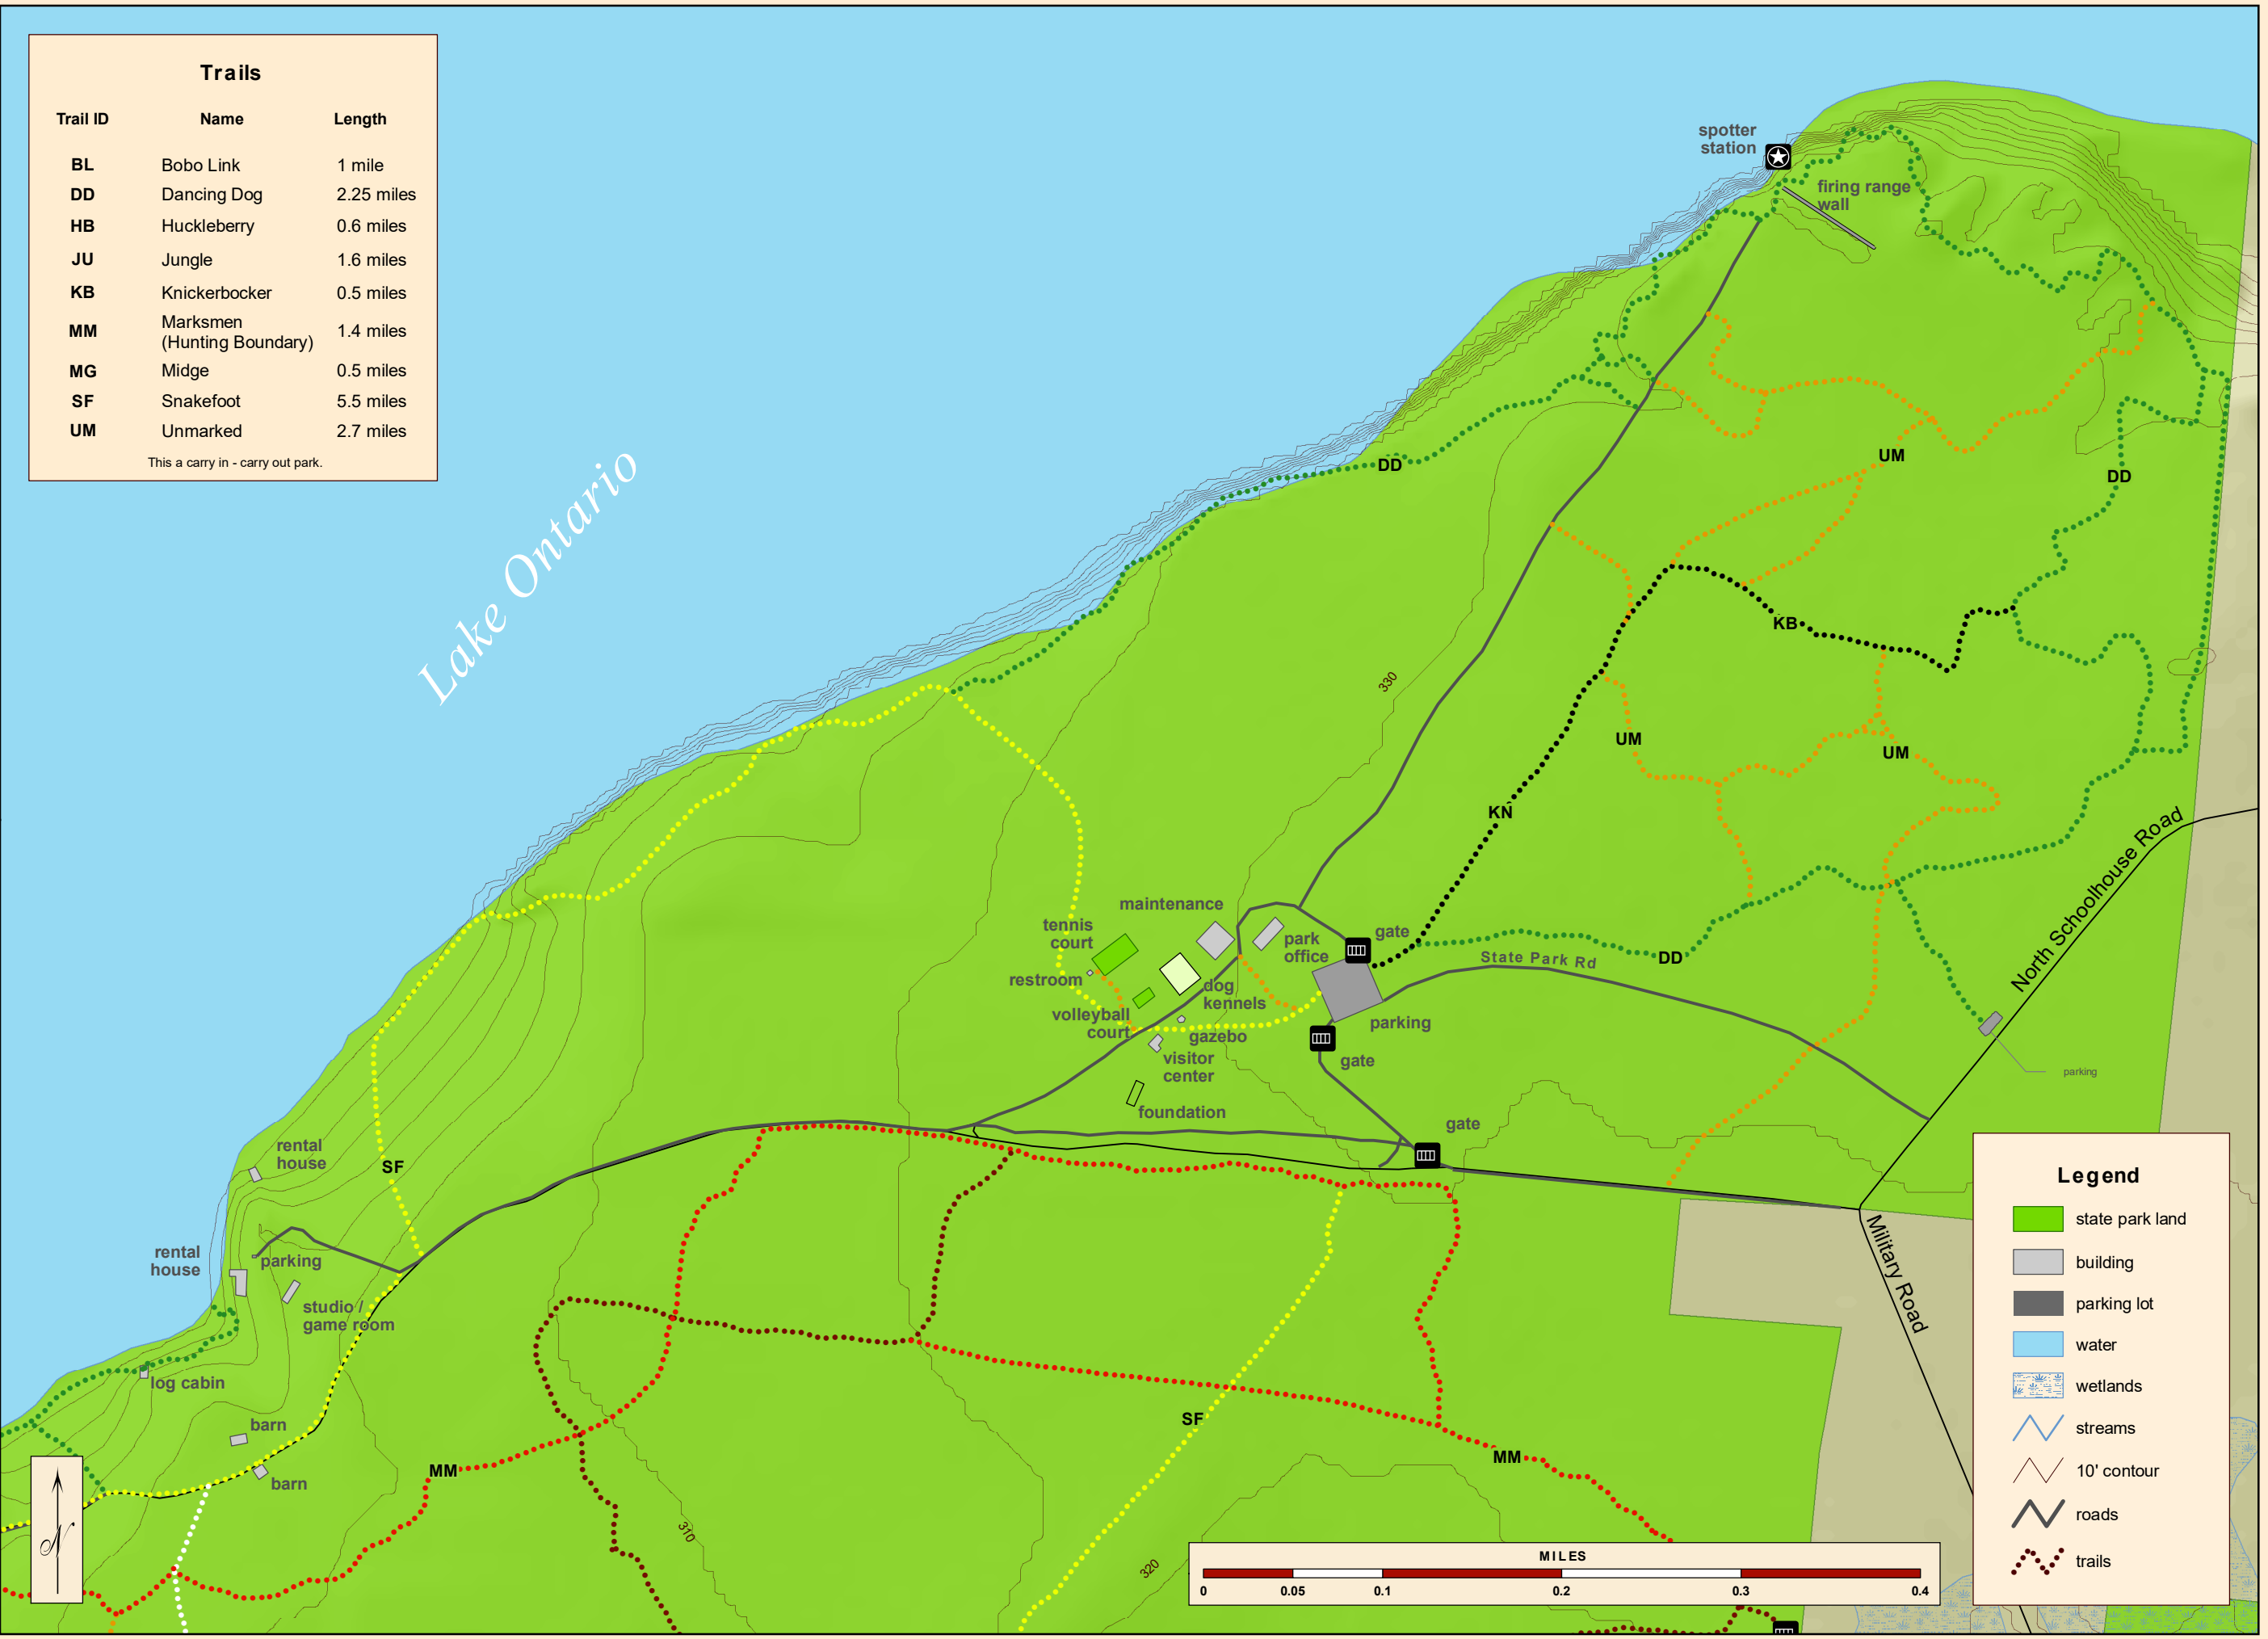 Trails
Trail ID Name Length
BL Bobo Link 1 mile
DD Dancing Dog 2.25 miles
HB Huckleberry 0.6 miles
JU Jungle 1.6 miles
KB Knickerbocker 0.5 miles
MM Marksmen (Hunting Boundary) 1.4 miles
MG Midge 0.5 miles
SF Snakefoot 5.5 miles
UM Unmarked 2.7 miles
This a carry in - carry out park.
Lake Ontario
spotter
station
firing range
wall
DD
UM
DD
KB
330
UM
UM
KN
North Schoolhouse Road
maintenance
tennis
court
gate
park
office
State Park Rd
DD
restroom
dog
kennels
volleyball
court
parking
gazebo
gate
visitor
center
parking
foundation
gate
rental
house
SF
rental
house
parking
studio /
game room
Military Road
log cabin
barn
SF
MM
MM
barn
310
320
N
MILES
0 0.05 0.1 0.2 0.3 0.4
Legend
state park land
building
parking lot
water
wetlands
streams
10' contour
roads
trails